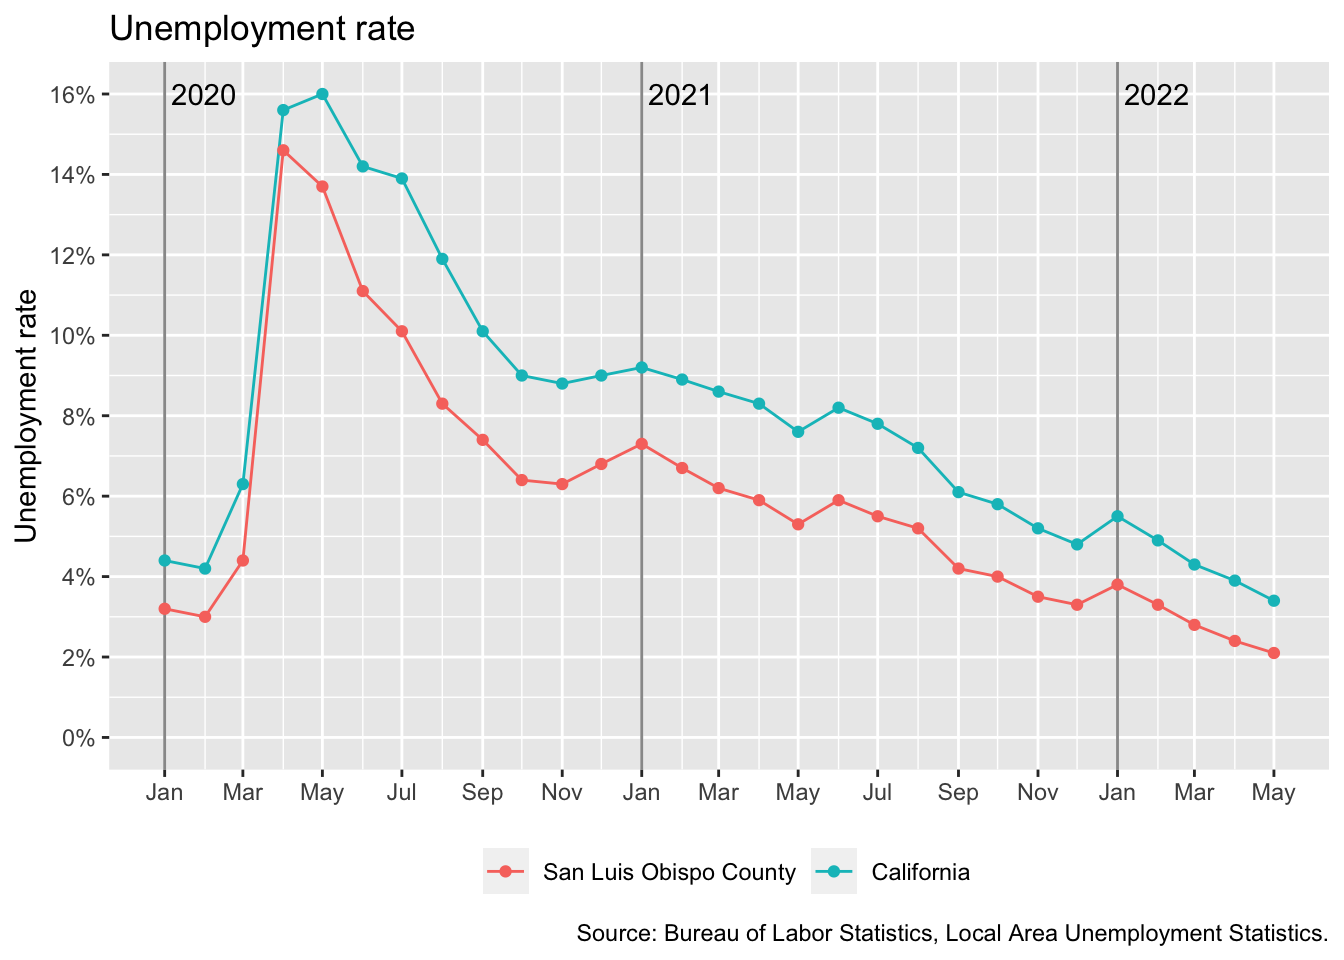 Unemployment rate
2020 2021 2022
16%
14%
12%
10%
8%
6%
4%
2%
0%
Unemployment rate
Jan Mar May Jul Sep Nov Jan Mar May Jul Sep Nov Jan Mar May
San Luis Obispo County California
Source: Bureau of Labor Statistics, Local Area Unemployment Statistics.